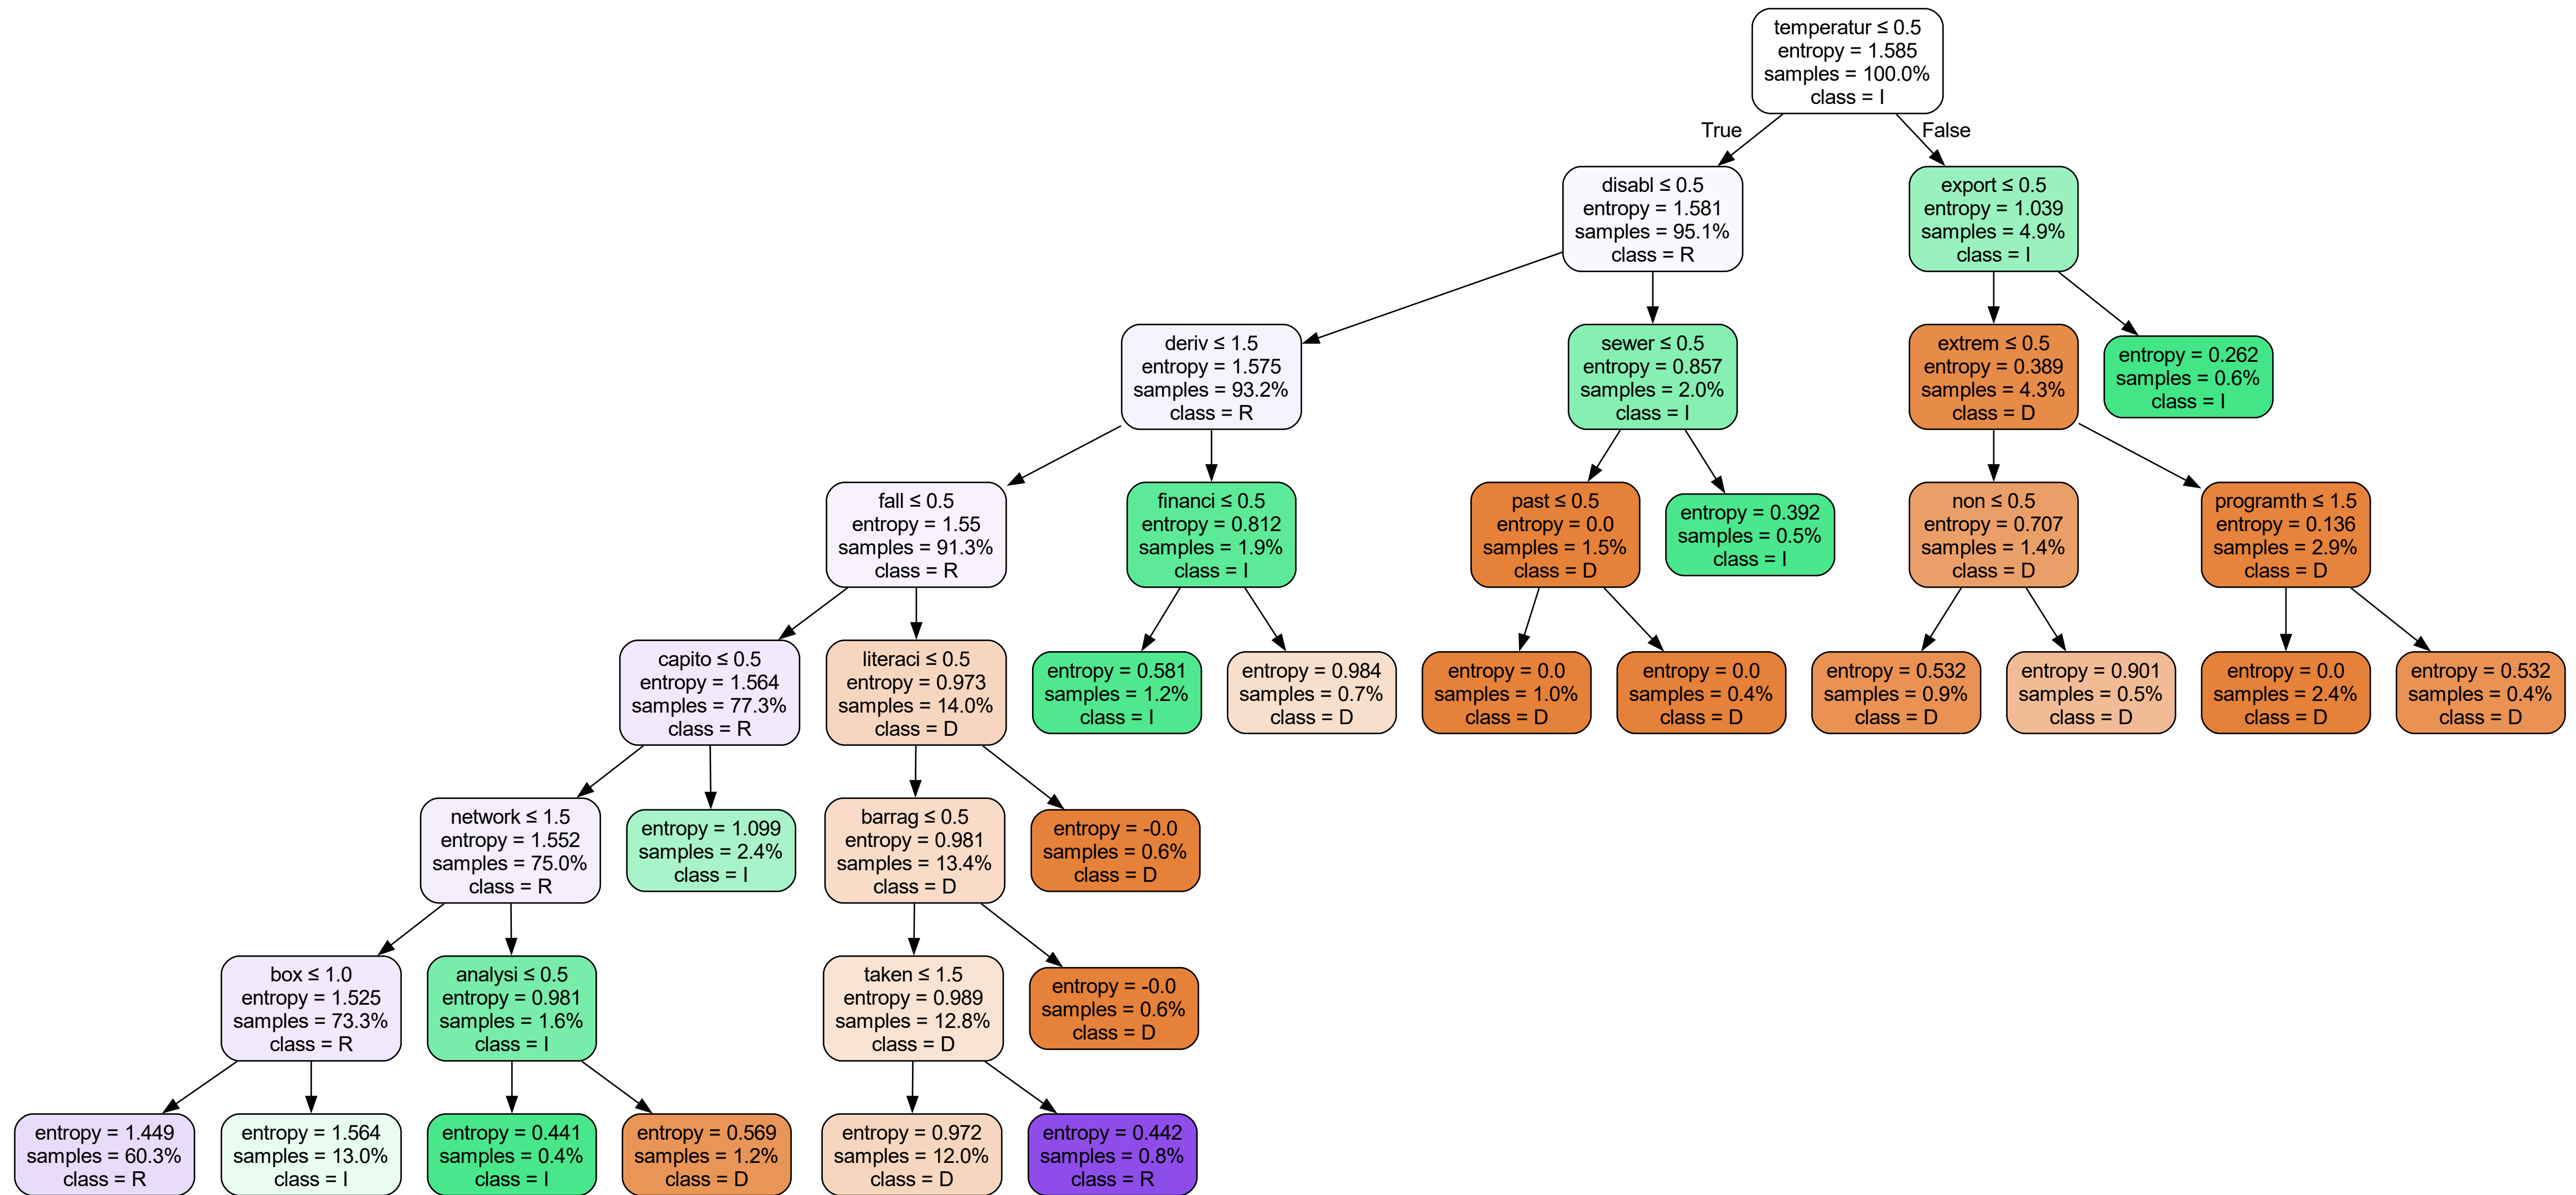 temperatur ≤ 0.5
entropy = 1.585
samples = 100.0%
class = I
True
False
disabl ≤ 0.5
entropy = 1.581
samples = 95.1%
class = R
export ≤ 0.5
entropy = 1.039
samples = 4.9%
class = I
deriv ≤ 1.5
entropy = 1.575
samples = 93.2%
class = R
sewer ≤ 0.5
entropy = 0.857
samples = 2.0%
class = I
extrem ≤ 0.5
entropy = 0.389
samples = 4.3%
class = D
entropy = 0.262
samples = 0.6%
class = I
fall ≤ 0.5
entropy = 1.55
samples = 91.3%
class = R
financi ≤ 0.5
entropy = 0.812
samples = 1.9%
class = I
past ≤ 0.5
entropy = 0.0
samples = 1.5%
class = D
entropy = 0.392
samples = 0.5%
class = I
non ≤ 0.5
entropy = 0.707
samples = 1.4%
class = D
programth ≤ 1.5
entropy = 0.136
samples = 2.9%
class = D
capito ≤ 0.5
entropy = 1.564
samples = 77.3%
class = R
literaci ≤ 0.5
entropy = 0.973
samples = 14.0%
class = D
entropy = 0.581
samples = 1.2%
class = I
entropy = 0.984
samples = 0.7%
class = D
entropy = 0.0
samples = 1.0%
class = D
entropy = 0.0
samples = 0.4%
class = D
entropy = 0.532
samples = 0.9%
class = D
entropy = 0.901
samples = 0.5%
class = D
entropy = 0.0
samples = 2.4%
class = D
entropy = 0.532
samples = 0.4%
class = D
network ≤ 1.5
entropy = 1.552
samples = 75.0%
class = R
entropy = 1.099
samples = 2.4%
class = I
barrag ≤ 0.5
entropy = 0.981
samples = 13.4%
class = D
entropy = -0.0
samples = 0.6%
class = D
box ≤ 1.0
entropy = 1.525
samples = 73.3%
class = R
analysi ≤ 0.5
entropy = 0.981
samples = 1.6%
class = I
taken ≤ 1.5
entropy = 0.989
samples = 12.8%
class = D
entropy = -0.0
samples = 0.6%
class = D
entropy = 1.449
samples = 60.3%
class = R
entropy = 1.564
samples = 13.0%
class = I
entropy = 0.441
samples = 0.4%
class = I
entropy = 0.569
samples = 1.2%
class = D
entropy = 0.972
samples = 12.0%
class = D
entropy = 0.442
samples = 0.8%
class = R